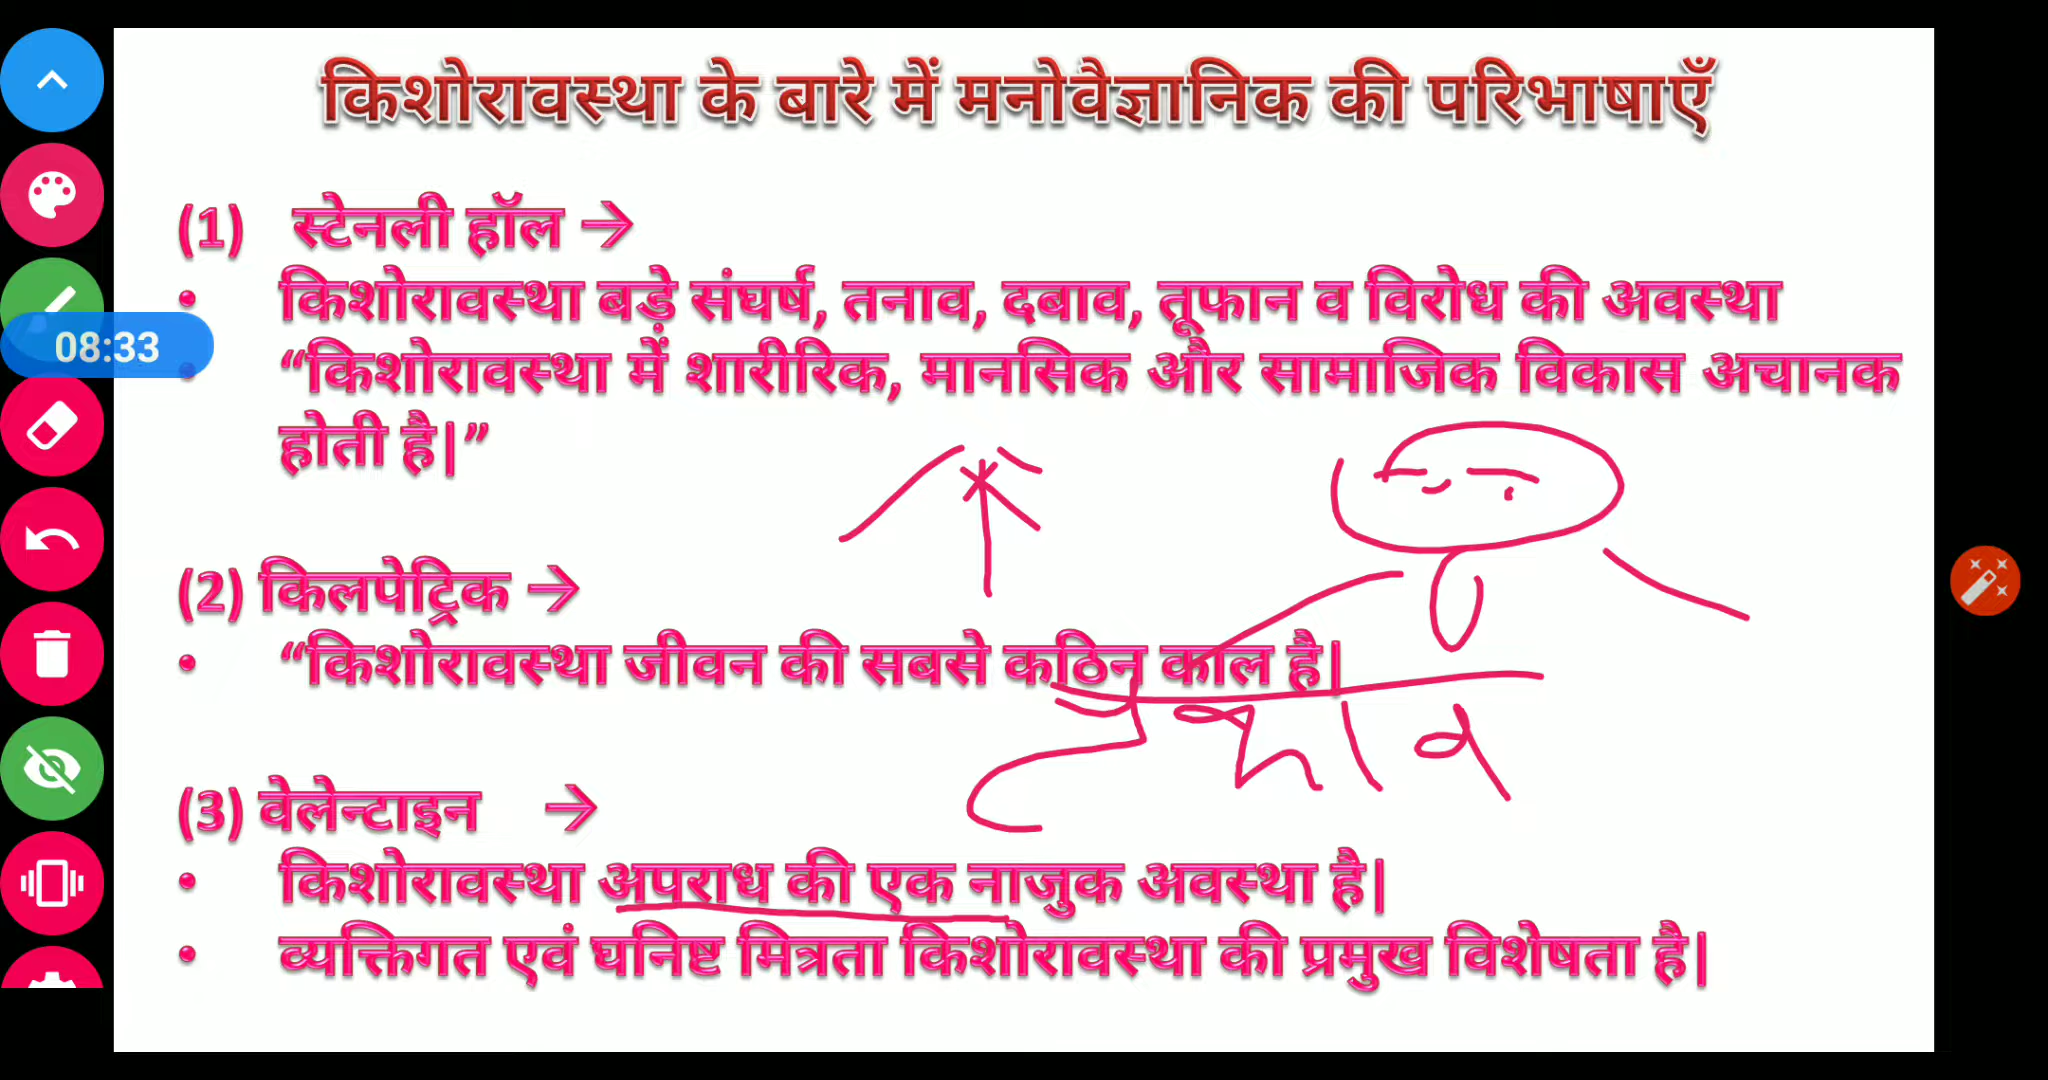 किशोरावस्था के बारे में मनोवैज्ञानिक की परिभाषाएँ
(1) स्टेनली हॉल →
• किशोरावस्था बड़े संघर्ष, तनाव, दबाव, तूफान व विरोध की अवस्था
08:33
“किशोरावस्था में शारीरिक, मानसिक और सामाजिक विकास अचानक
होती है|”
(2) किलपेट्रिक →
• “किशोरावस्था जीवन की सबसे कठिन काल है|
(3) वेलेन्टाइन →
• किशोरावस्था अपराध की एक नाजुक अवस्था है|
• व्यक्तिगत एवं घनिष्ट मित्रता किशोरावस्था की प्रमुख विशेषता है|